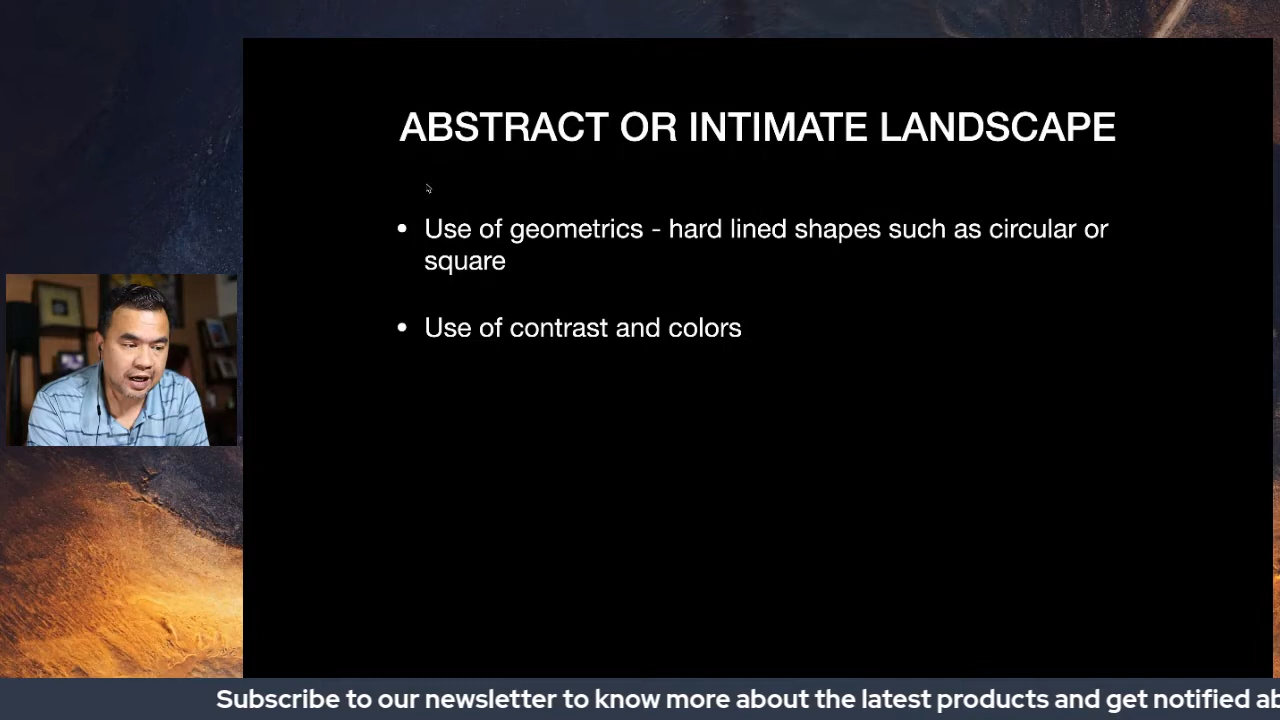 ABSTRACT OR INTIMATE LANDSCAPE
• Use of geometrics - hard lined shapes such as circular or
square
• Use of contrast and colors
Subscribe to our newsletter to know more about the latest products and get notified